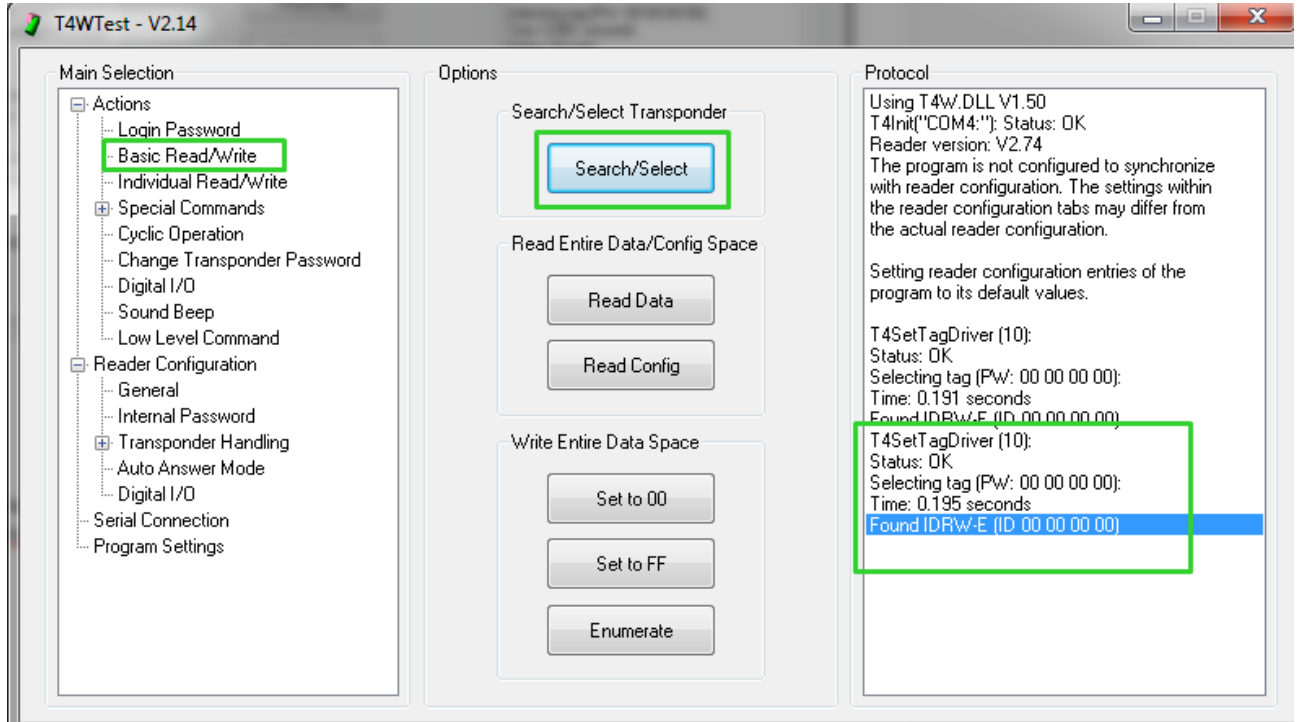 T4WTest - V2.14
Main Selection
Actions
Login Password
Basic Read/Write
Individual Read/Write
Special Commands
Cyclic Operation
Change Transponder Password
Digital I/O
Sound Beep
Low Level Command
Reader Configuration
General
Internal Password
Transponder Handling
Auto Answer Mode
Digital I/O
Serial Connection
Program Settings
Options
Search/Select Transponder
Search/Select
Read Entire Data/Config Space
Read Data
Read Config
Write Entire Data Space
Set to 00
Set to FF
Enumerate
Protocol
Using T4W.DLL V1.50
T4Init("COM4:"): Status: OK
Reader version: V2.74
The program is not configured to synchronize
with reader configuration. The settings within
the reader configuration tabs may differ from
the actual reader configuration.
Setting reader configuration entries of the
program to its default values.
T4SetTagDriver (10):
Status: OK
Selecting tag (PW: 00 00 00 00):
Time: 0.191 seconds
Found IDRW-E (ID 00 00 00 00)
T4SetTagDriver (10):
Status: OK
Selecting tag (PW: 00 00 00 00):
Time: 0.195 seconds
Found IDRW-E (ID 00 00 00 00)